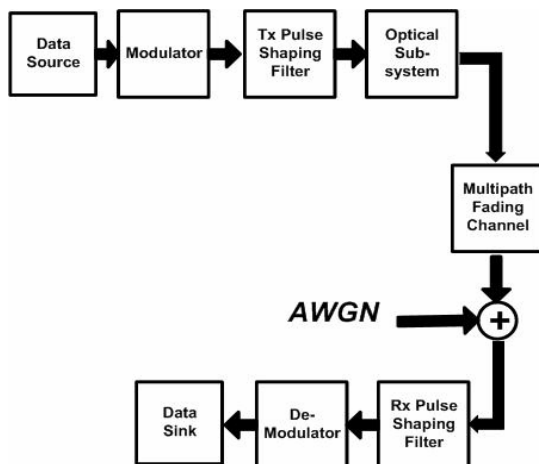 Data
Source
Modulator
Tx Pulse
Shaping
Filter
Optical
Sub-
system
Multipath
Fading
Channel
AWGN
+
Data
Sink
De-
Modulator
Rx Pulse
Shaping
Filter